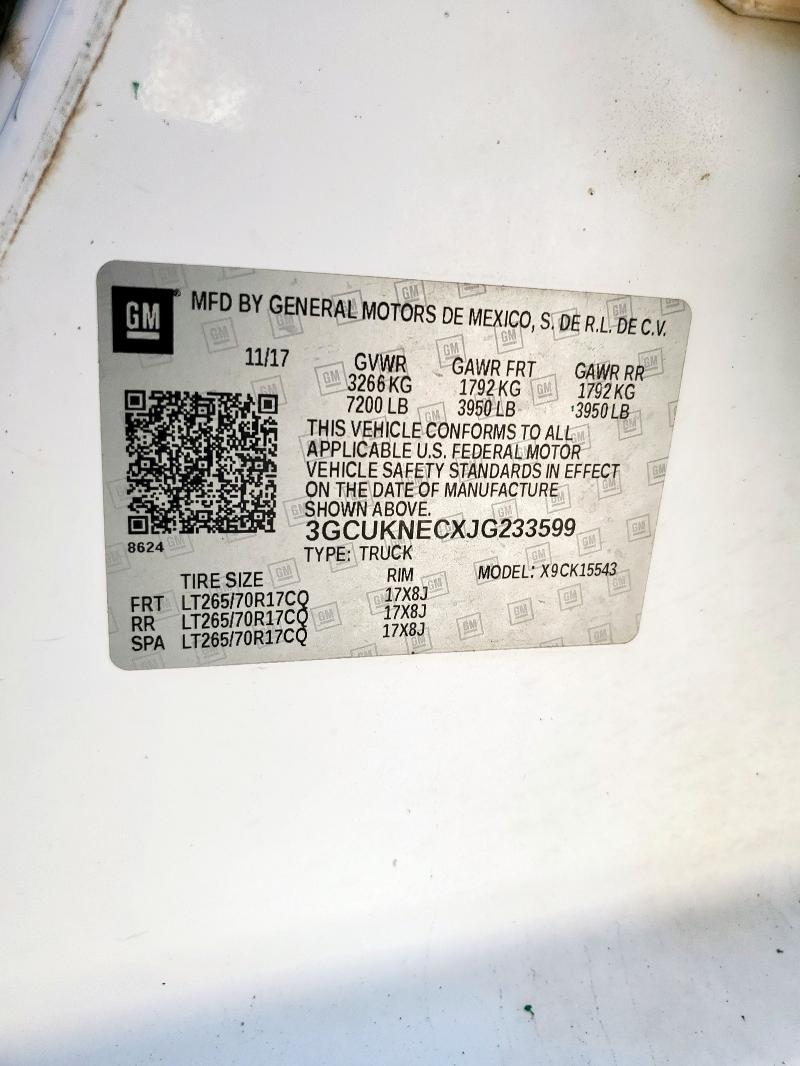 GM
MFD BY GENERAL MOTORS DE MEXICO, S. DE R.L. DE C.V.
11/17 GVWR GAWR FRT GAWR RR
3266 KG 1792 KG 1792 KG
7200 LB 3950 LB 3950 LB
THIS VEHICLE CONFORMS TO ALL
APPLICABLE U.S. FEDERAL MOTOR
VEHICLE SAFETY STANDARDS IN EFFECT
ON THE DATE OF MANUFACTURE
SHOWN ABOVE.
3GCUKNECXJG233599
8624
TYPE: TRUCK
TIRE SIZE RIM MODEL: X9CK15543
FRT LT265/70R17CQ 17X8J
RR LT265/70R17CQ 17X8J
SPA LT265/70R17CQ 17X8J